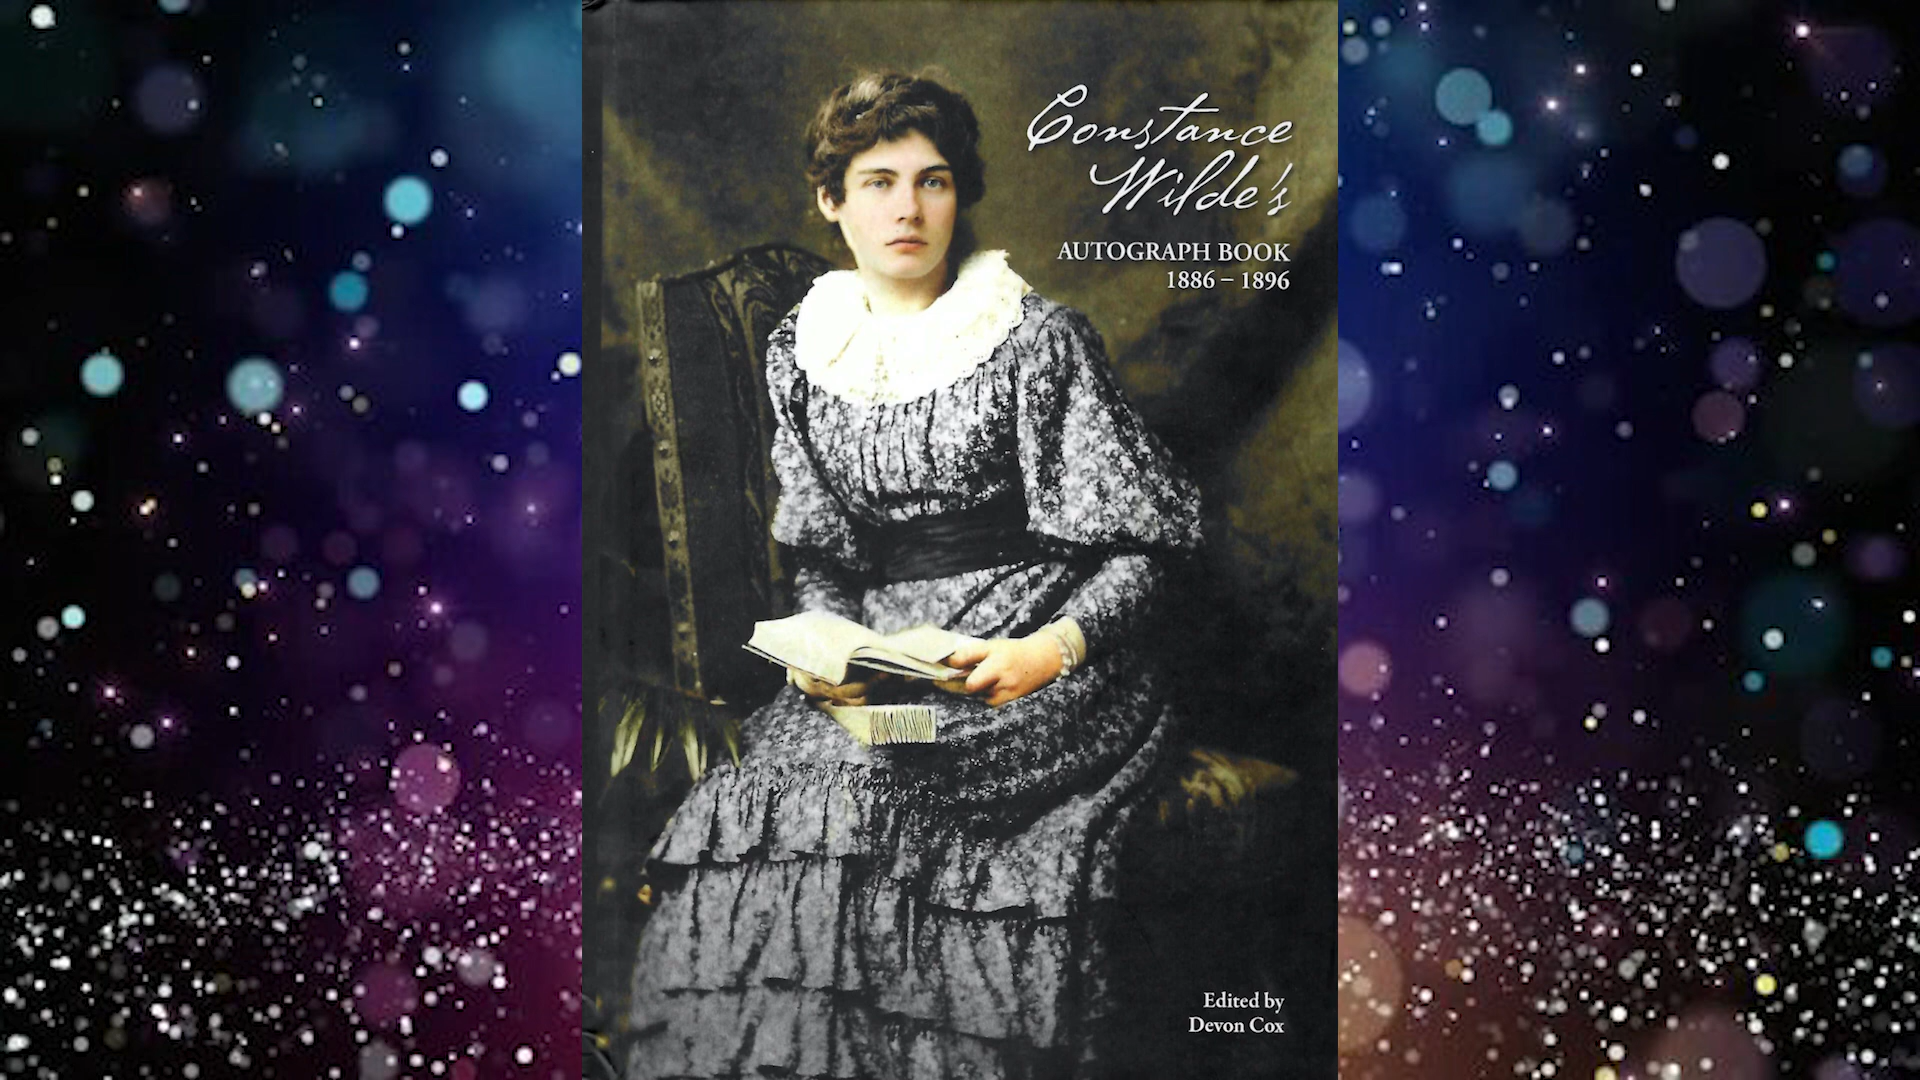 Constance
Wilde's
AUTOGRAPH BOOK
1886 – 1896
Edited by
Devon Cox